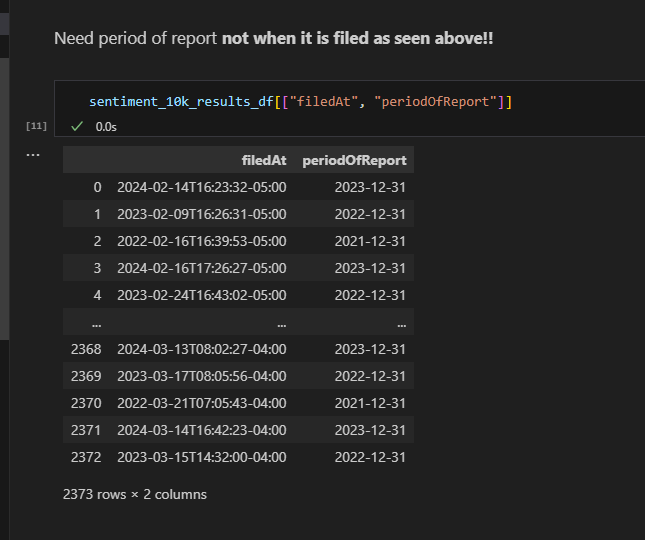 Need period of report not when it is filed as seen above!!
sentiment_10k_results_df[["filedAt", "periodOfReport"]]
[11] ✓ 0.0s
...
filedAt periodOfReport
0 2024-02-14T16:23:32-05:00 2023-12-31
1 2023-02-09T16:26:31-05:00 2022-12-31
2 2022-02-16T16:39:53-05:00 2021-12-31
3 2024-02-16T17:26:27-05:00 2023-12-31
4 2023-02-24T16:43:02-05:00 2022-12-31
... ... ...
2368 2024-03-13T08:02:27-04:00 2023-12-31
2369 2023-03-17T08:05:56-04:00 2022-12-31
2370 2022-03-21T07:05:43-04:00 2021-12-31
2371 2024-03-14T16:42:23-04:00 2023-12-31
2372 2023-03-15T14:32:00-04:00 2022-12-31
2373 rows × 2 columns